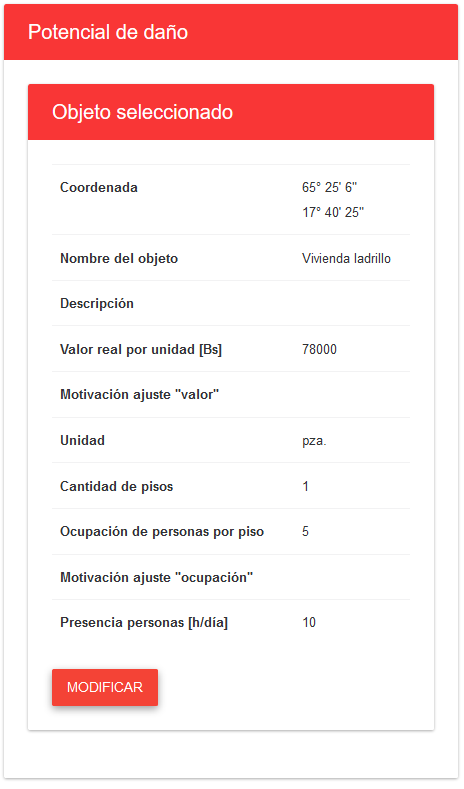 Potencial de daño
Objeto seleccionado
Coordenada 65° 25' 6"
17° 40' 25"
Nombre del objeto Vivienda ladrillo
Descripción
Valor real por unidad [Bs] 78000
Motivación ajuste "valor"
Unidad pza.
Cantidad de pisos 1
Ocupación de personas por piso 5
Motivación ajuste "ocupación"
Presencia personas [h/día] 10
MODIFICAR